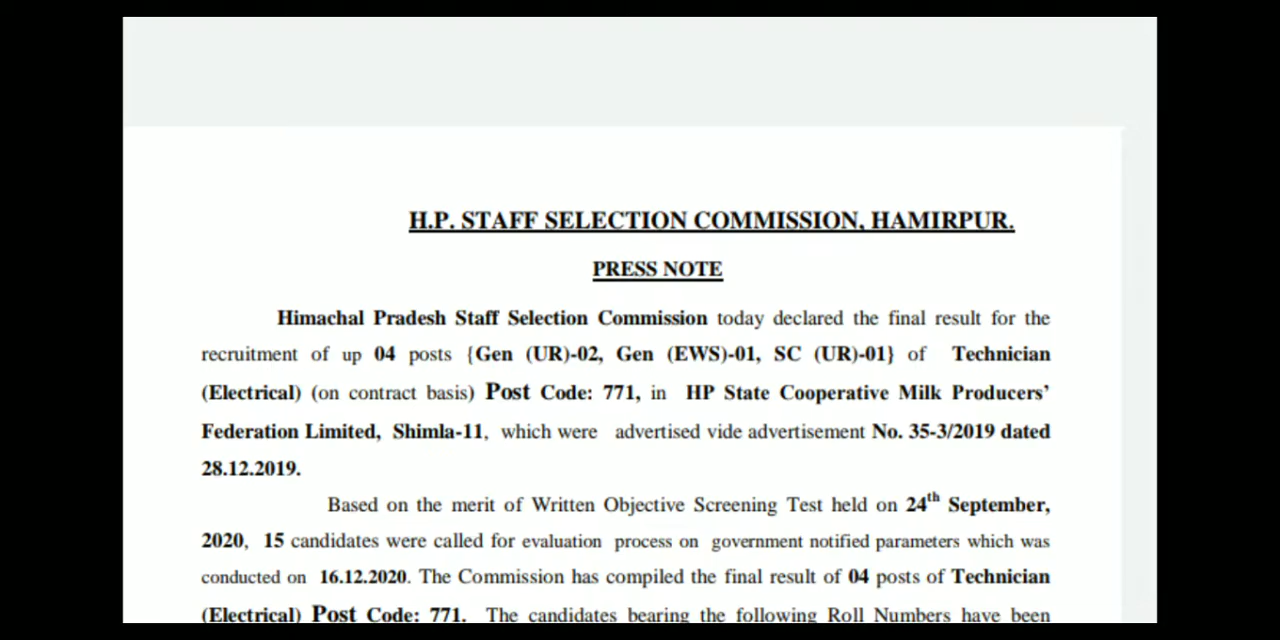 H.P. STAFF SELECTION COMMISSION, HAMIRPUR.
PRESS NOTE
Himachal Pradesh Staff Selection Commission today declared the final result for the
recruitment of up 04 posts {Gen (UR)-02, Gen (EWS)-01, SC (UR)-01} of Technician
(Electrical) (on contract basis) Post Code: 771, in HP State Cooperative Milk Producers’
Federation Limited, Shimla-11, which were advertised vide advertisement No. 35-3/2019 dated
28.12.2019.
Based on the merit of Written Objective Screening Test held on 24th September,
2020, 15 candidates were called for evaluation process on government notified parameters which was
conducted on 16.12.2020. The Commission has compiled the final result of 04 posts of Technician
(Electrical) Post Code: 771. The candidates bearing the following Roll Numbers have been